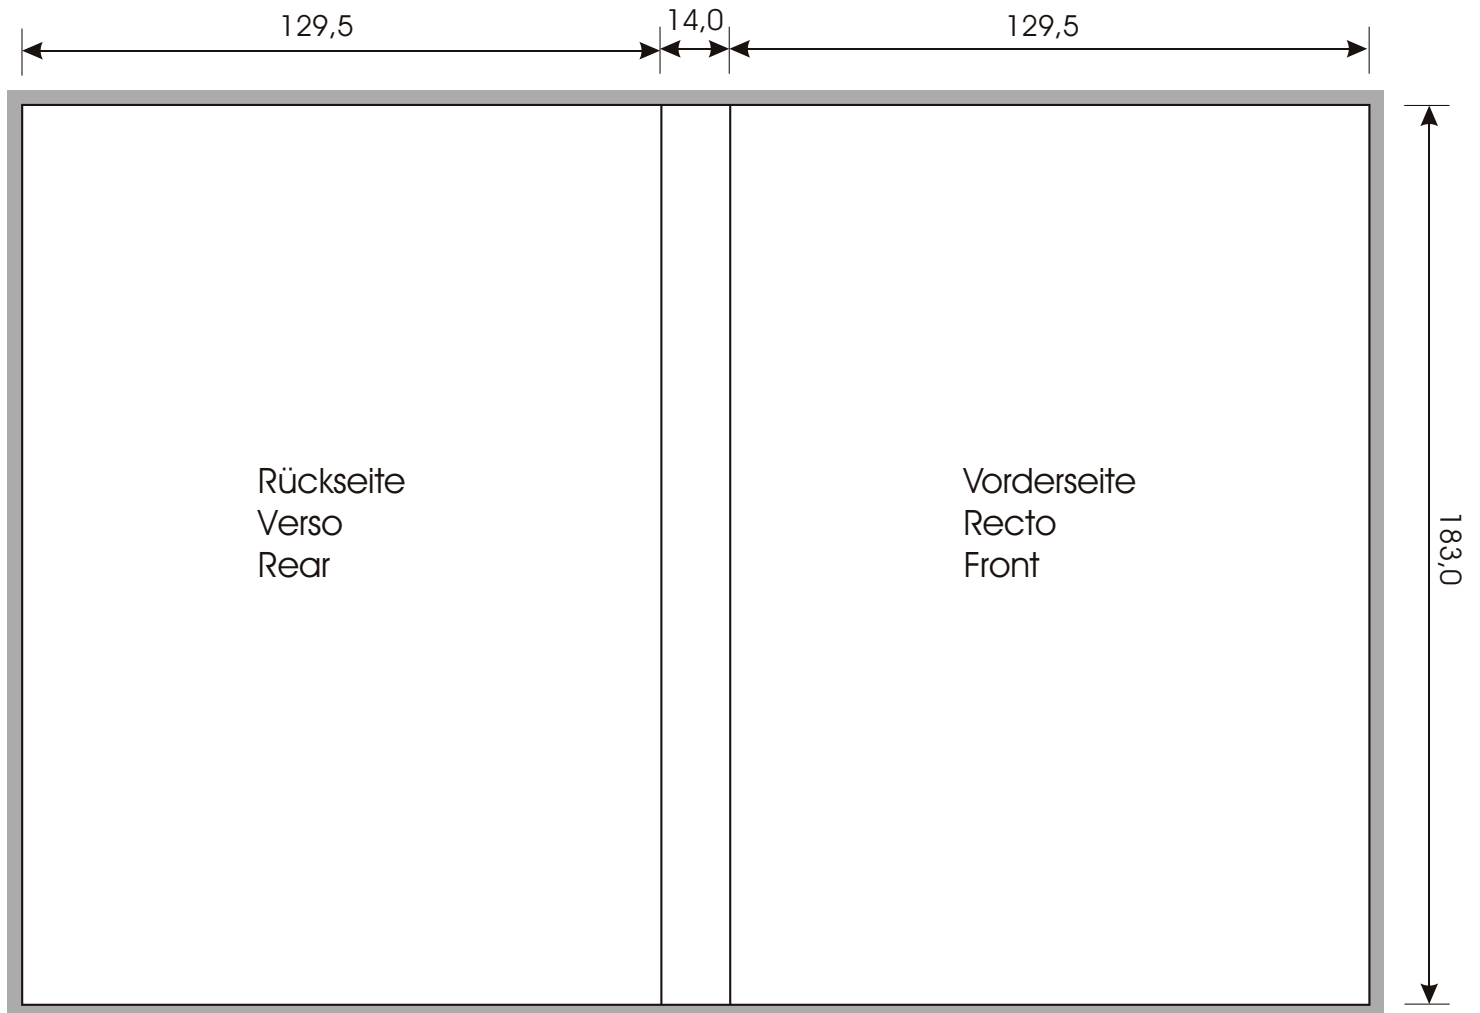 129,5
14,0
129,5
Rückseite
Verso
Rear
Vorderseite
Recto
Front
183,0